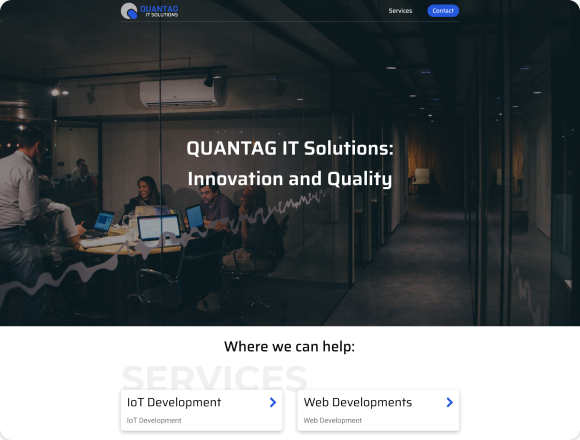 QUANTAG
IT SOLUTIONS
Services
Contact
QUANTAG IT Solutions:
Innovation and Quality
Where we can help:
SERVICES
IoT Development
IoT Development
Web Developments
Web Development